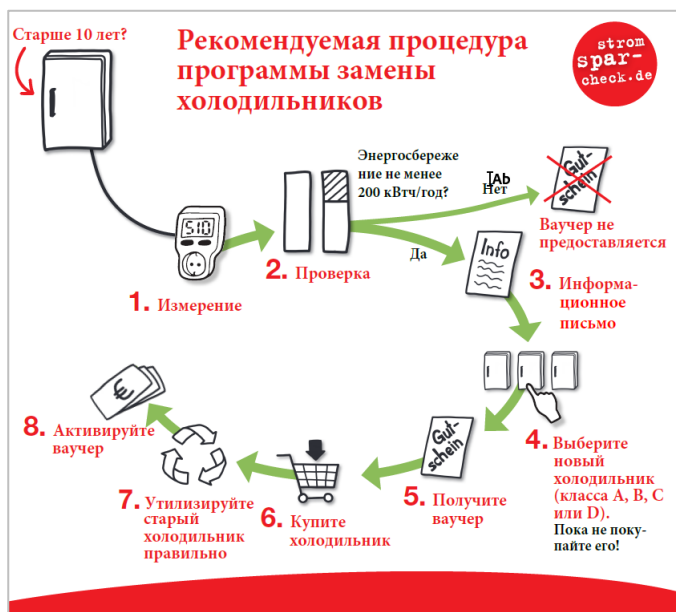 Старше 10 лет?
Рекомендуемая процедура
программы замены
холодильников
strom
spar-
check.de
510
Энергосбереже
ние не менее
200 кВтч/год?
TAb
Нет
Да
Gut-
schein
Ваучер не
предоставляется
1. Измерение
2. Проверка
Info
3. Информа-
ционное
письмо
4. Выберите
новый
холодильник
(класса A, B, C
или D).
Пока не поку-
пайте его!
Gut-
schein
5. Получите
ваучер
6. Купите
холодильник
7. Утилизируйте
старый
холодильник
правильно
€
8. Активируйте
ваучер